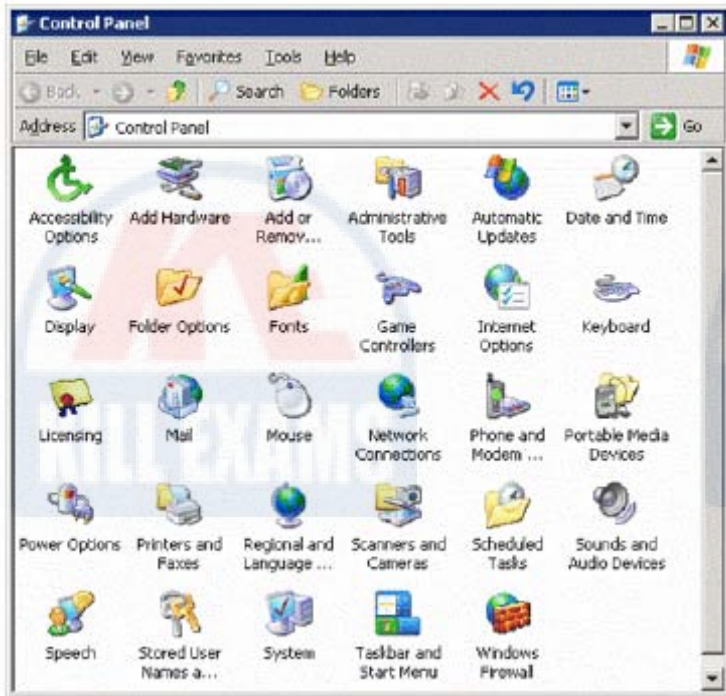 Control Panel
File Edit View Favorites Tools Help
Back Search Folders
Address Control Panel Go
Accessibility Options
Add Hardware
Add or Remov...
Administrative Tools
Automatic Updates
Date and Time
Display
Folder Options
Fonts
Game Controllers
Internet Options
Keyboard
Licensing
Mail
Mouse
Network Connections
Phone and Modem ...
Portable Media Devices
Power Options
Printers and Faxes
Regional and Language ...
Scanners and Cameras
Scheduled Tasks
Sounds and Audio Devices
Speech
Stored User Names a...
System
Taskbar and Start Menu
Windows Firewall
KILL EXAMS